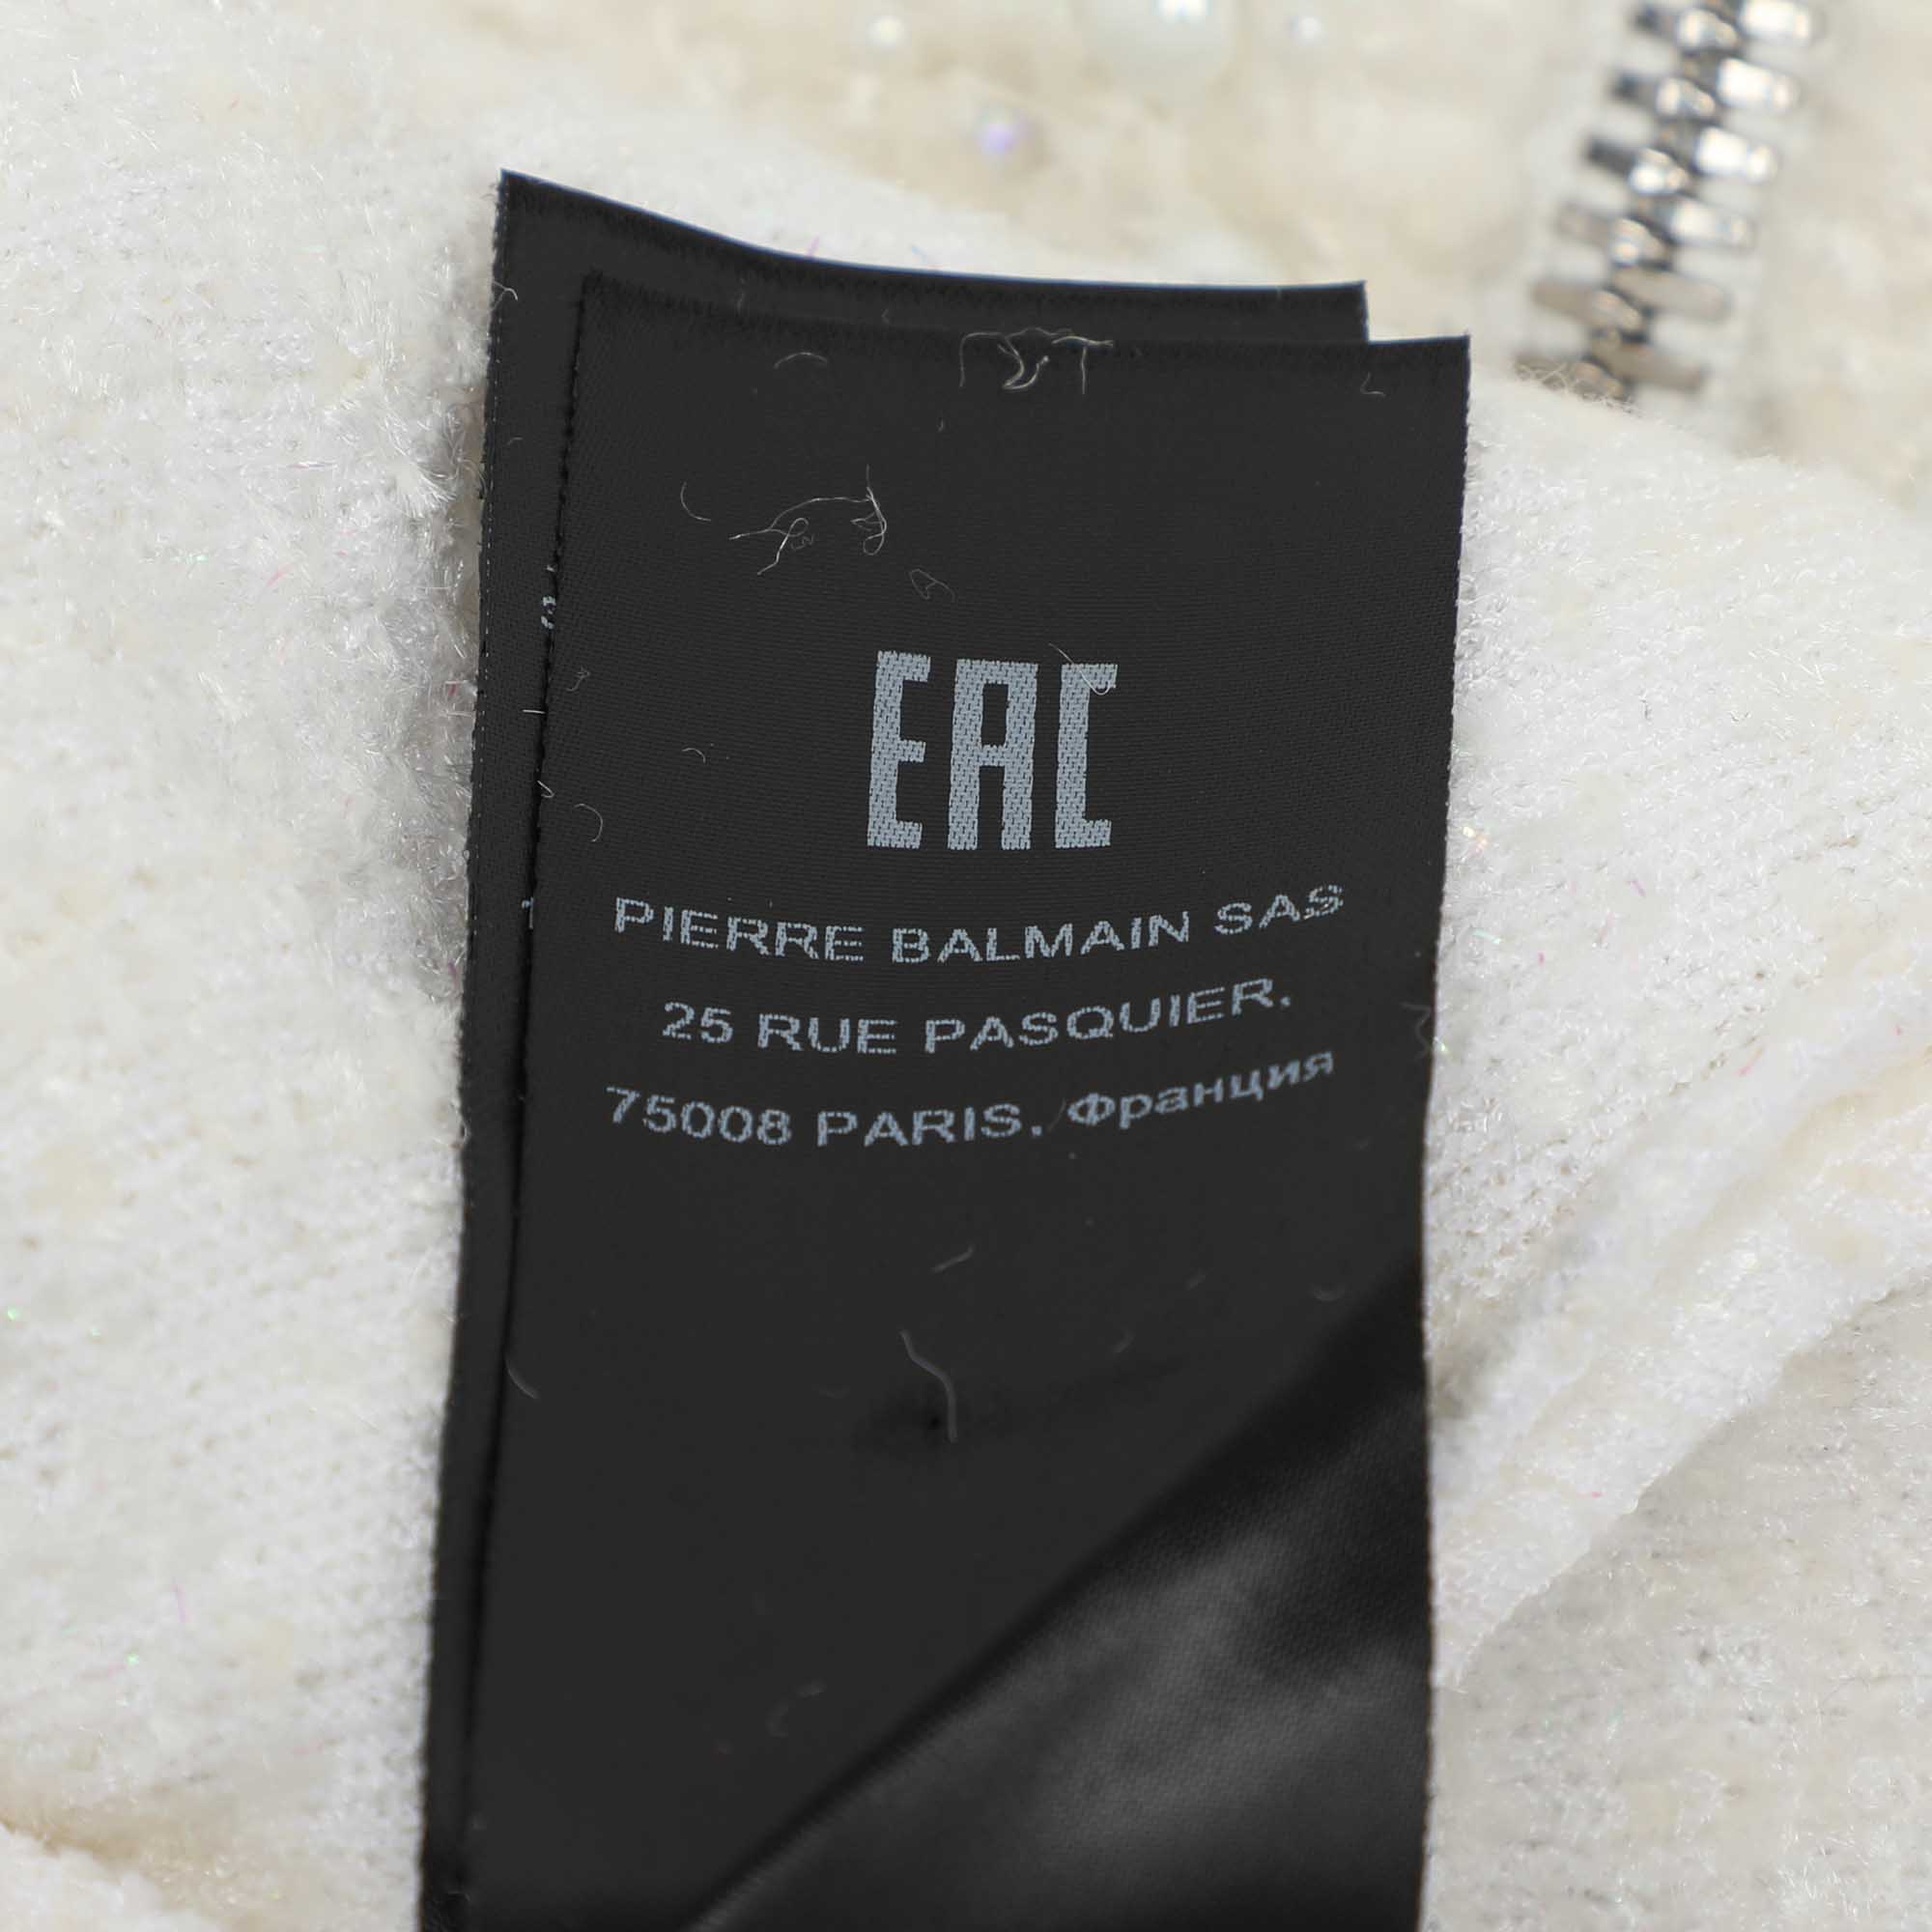 EAC
PIERRE BALMAIN SAS
25 RUE PASQUIER.
75008 PARIS. Франция